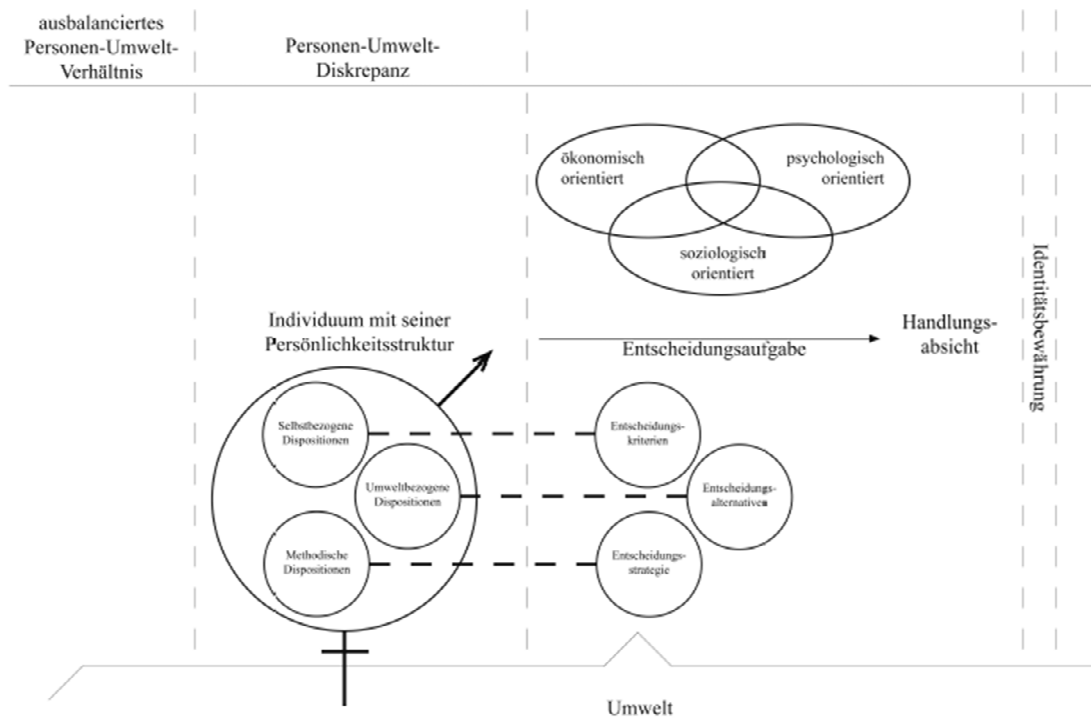 ausbalanciertes
Personen-Umwelt-
Verhältnis
Personen-Umwelt-
Diskrepanz
ökonomisch
orientiert
psychologisch
orientiert
soziologisch
orientiert
Individuum mit seiner
Persönlichkeitsstruktur
Entscheidungsaufgabe
Handlungs-
absicht
Identitätsbewährung
Selbstbezogene
Dispositionen
Umweltbezogene
Dispositionen
Methodische
Dispositionen
Entscheidungs-
kriterien
Entscheidungs-
alternativen
Entscheidungs-
strategie
Umwelt